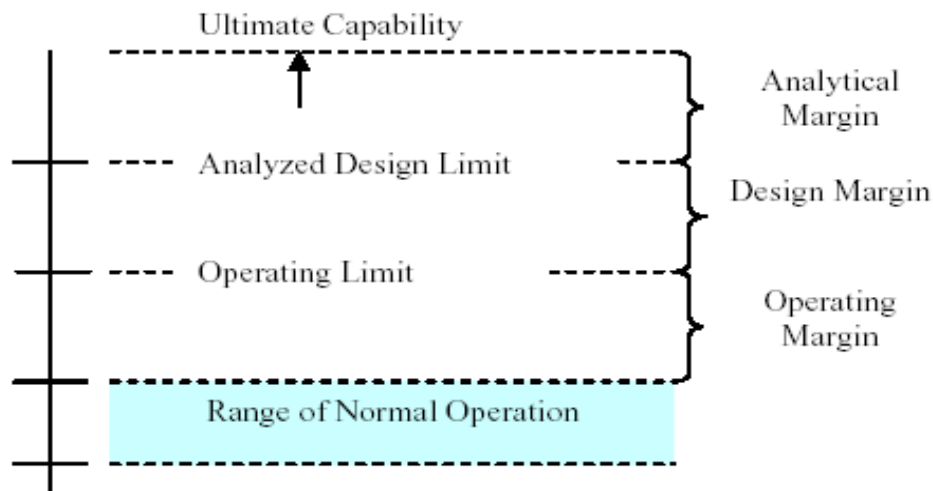 Ultimate Capability
Analytical
Margin
Analyzed Design Limit
Design Margin
Operating Limit
Operating
Margin
Range of Normal Operation